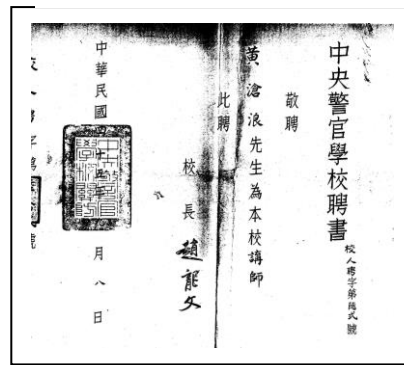 中央警官學校聘書
校人聘字第號
敬聘
黃滄浪先生為本校講師
此聘
校長 趙龍文
中華民國 月八日